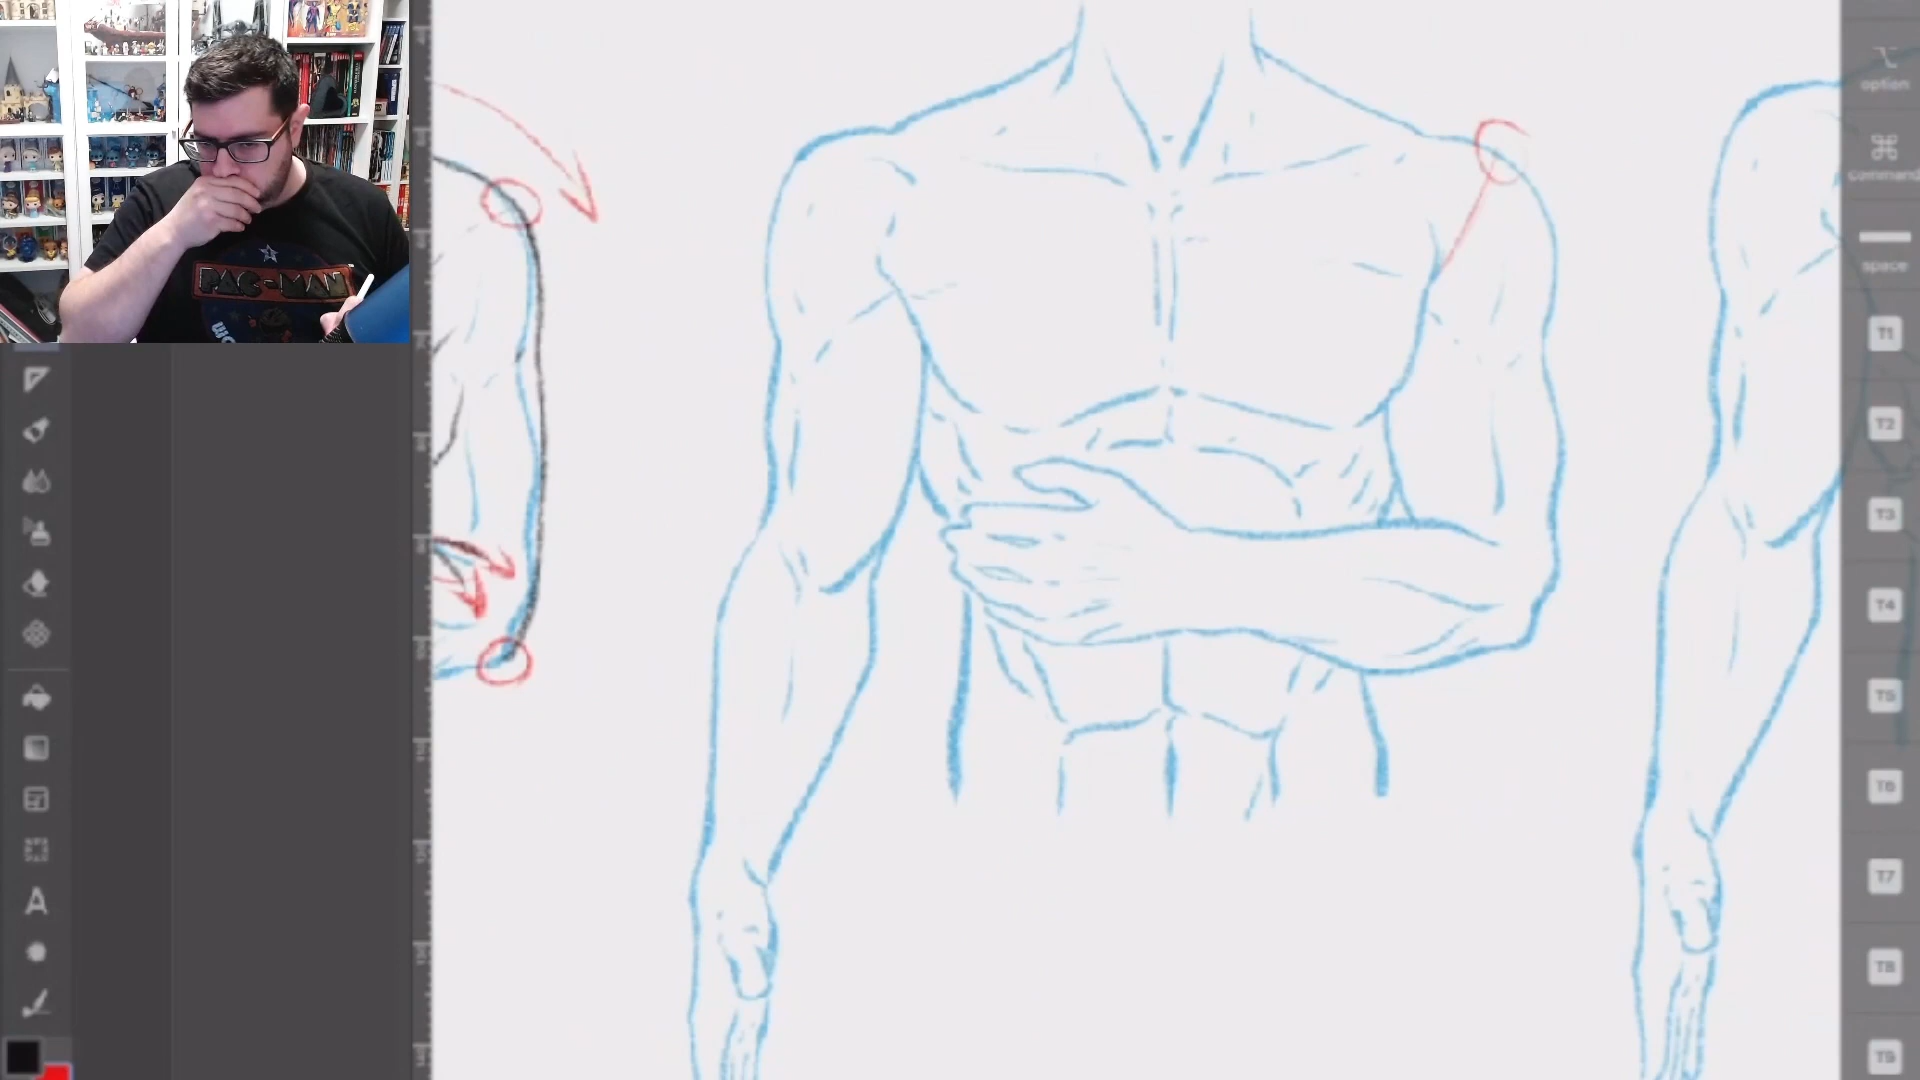 PAC-MAN
option
command
space
T1
T2
T3
T4
T5
T6
T7
T8
T9
A